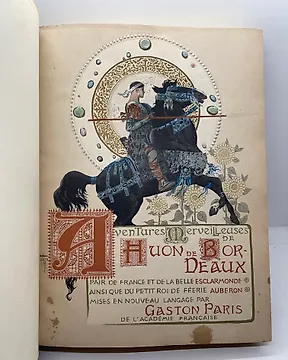 Aventures Merveilleuses
DE
HUON DE BOR-
DEAUX
PAIR DE FRANCE ET DE LA BELLE ESCLARMONDE
AINSI QUE DU PETIT ROI DE FÉERIE AUBERON
MISES EN NOUVEAU LANGAGE PAR
GASTON PARIS
DE L'ACADÉMIE FRANÇAISE